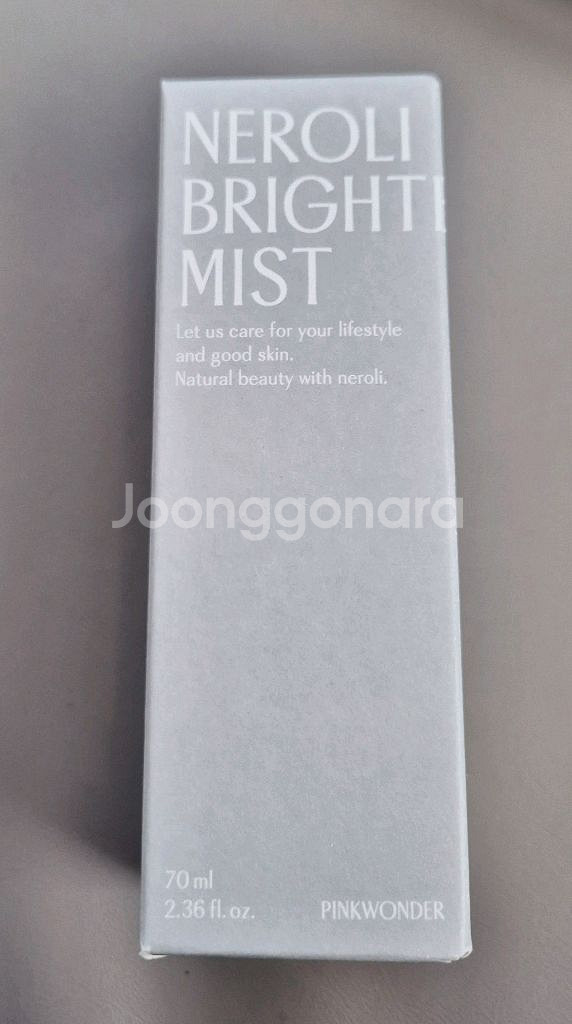 NEROLI
BRIGHTI
MIST
Let us care for your lifestyle
and good skin.
Natural beauty with neroli.
Joonggonara
70 ml
2.36 fl. oz.
PINKWONDER